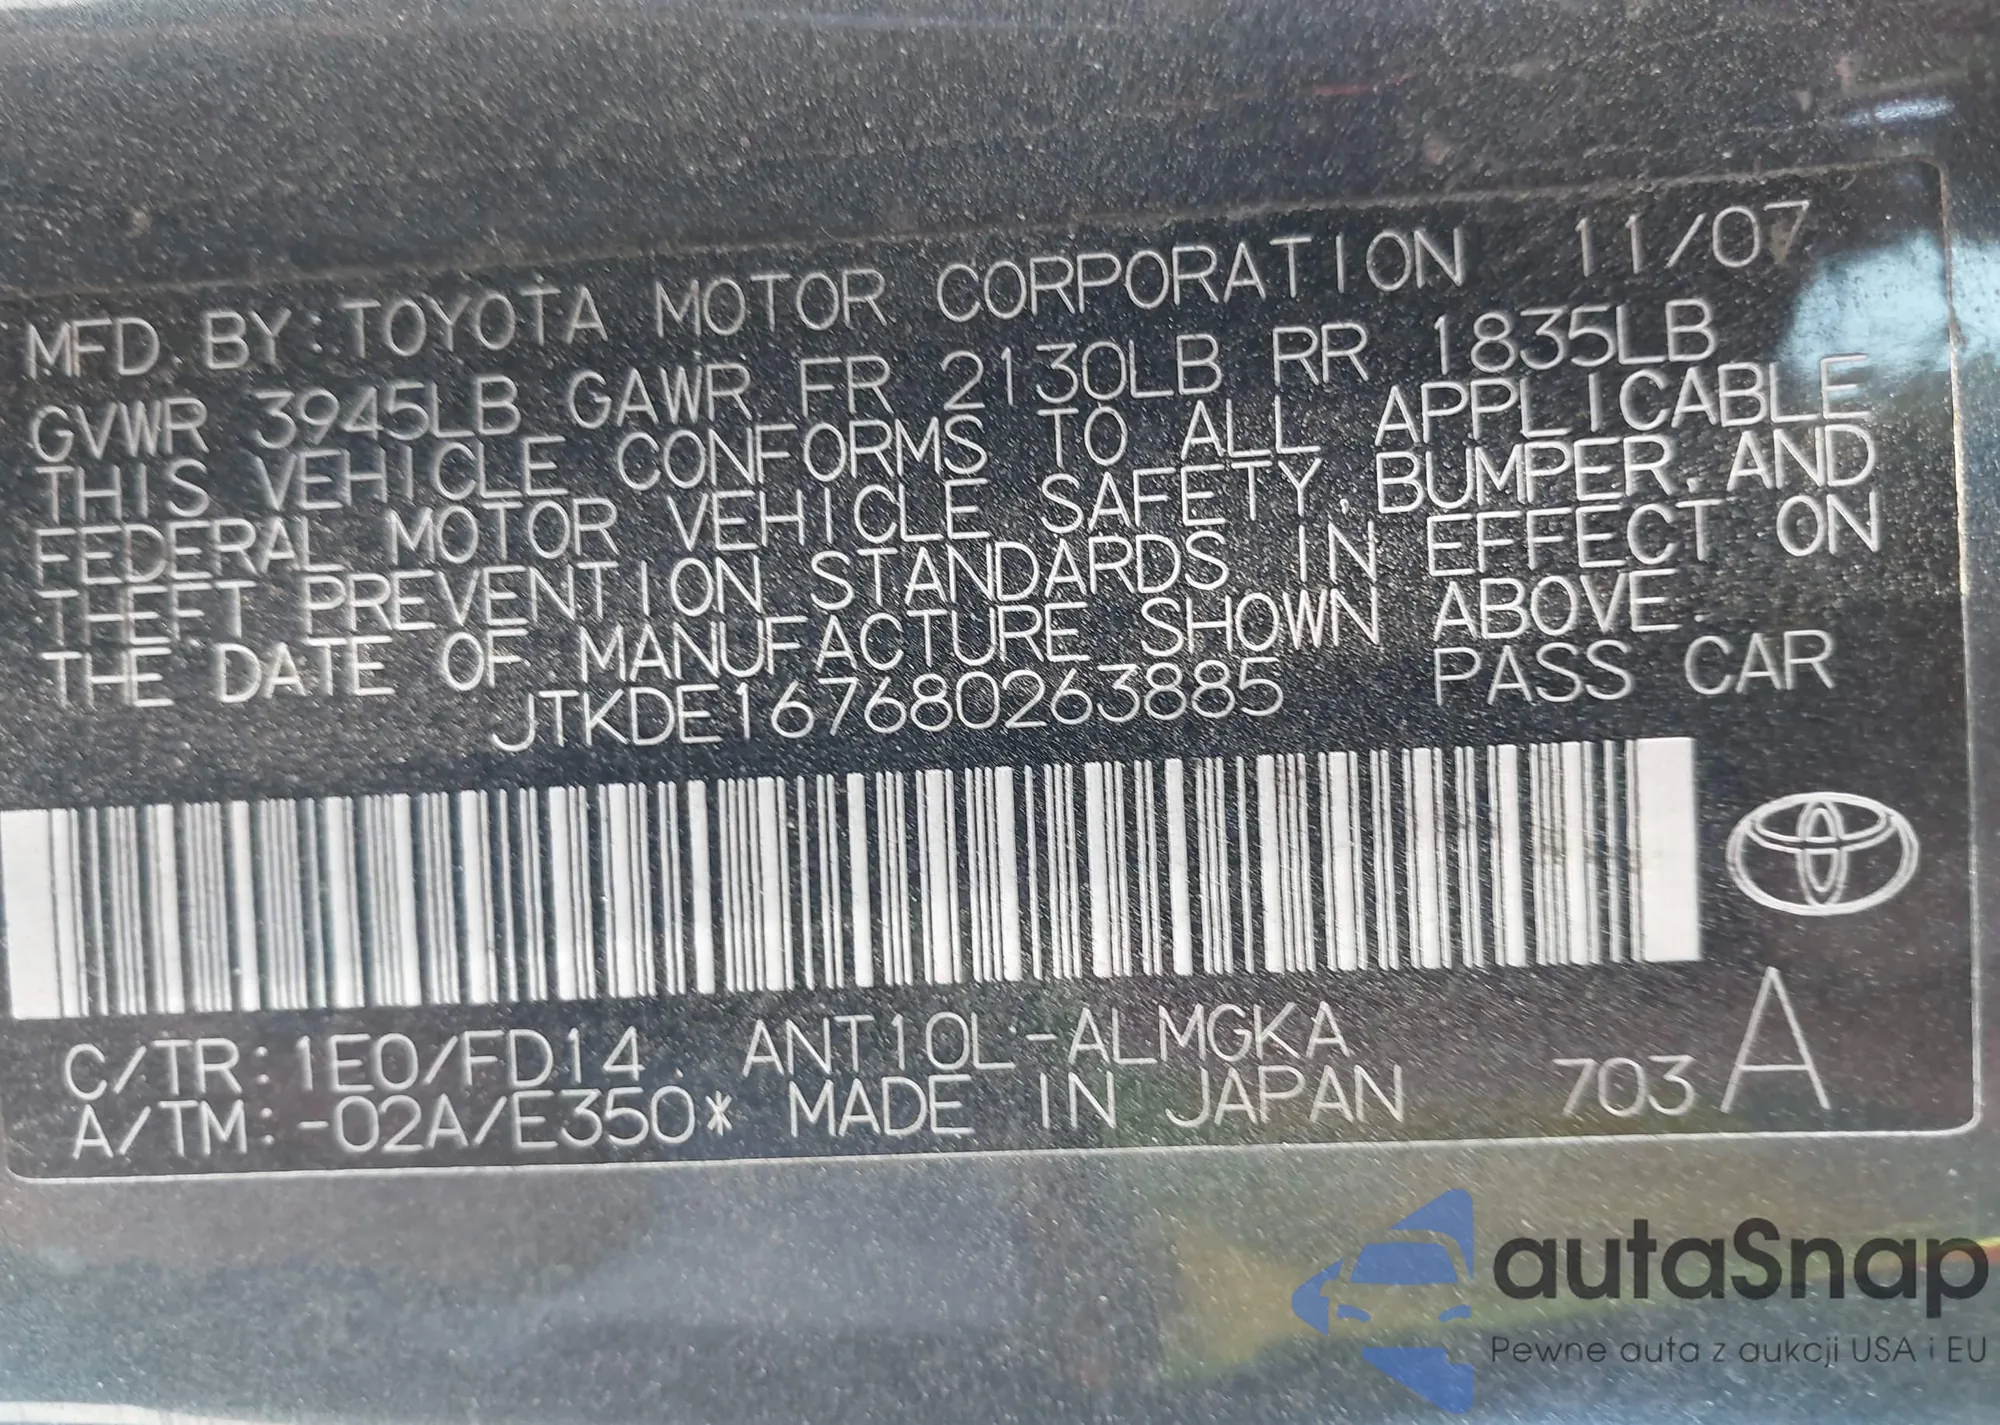 MFD. BY: TOYOTA MOTOR CORPORATION 11/07
GVWR 3945LB GAWR FR 2130LB RR 1835LB
THIS VEHICLE CONFORMS TO ALL APPLICABLE
FEDERAL MOTOR VEHICLE SAFETY, BUMPER, AND
THEFT PREVENTION STANDARDS IN EFFECT ON
THE DATE OF MANUFACTURE SHOWN ABOVE.
JTKDE167680263885 PASS CAR
C/TR: 1E0/FD14 ANT10L-ALMGKA
A/TM: -02A/E350* MADE IN JAPAN 703 A
autaSnap
Pewne auta z aukcji USA i EU